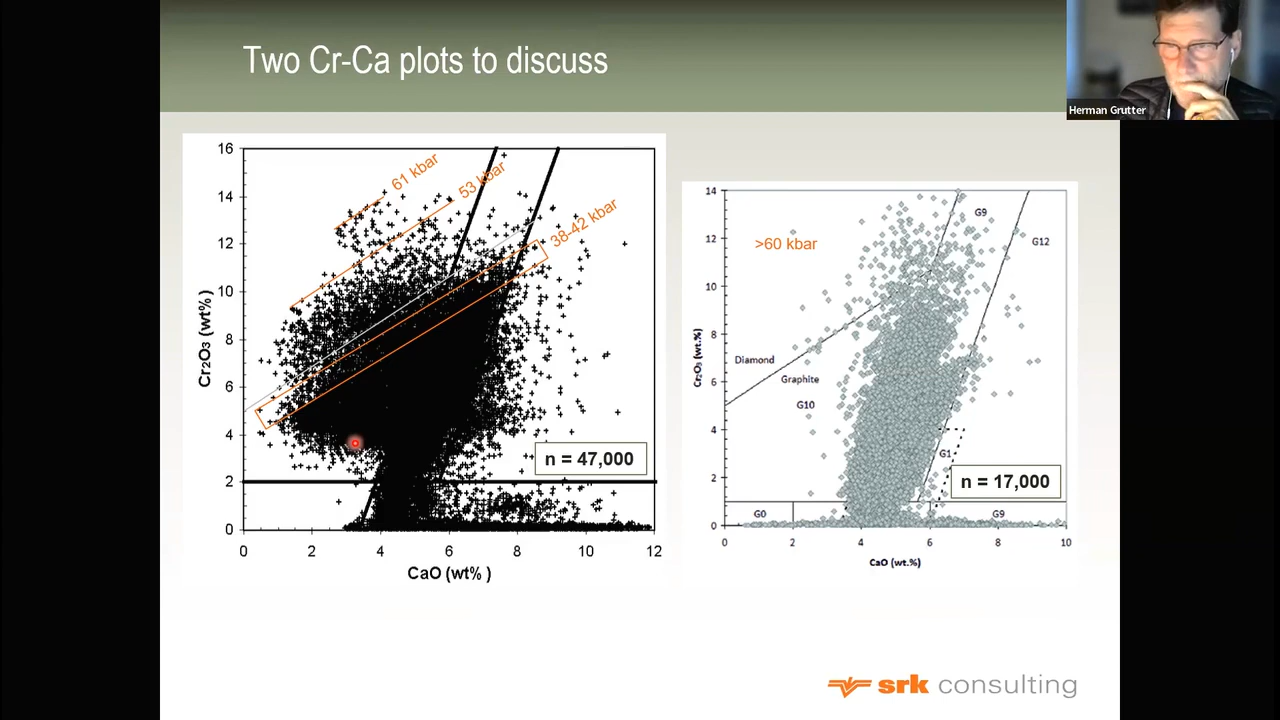 Two Cr-Ca plots to discuss
Herman Grutter
16
14
12
10
8
6
4
2
0
Cr2O3 (wt%)
61 kbar
53 kbar
38-42 kbar
n = 47,000
0
2
4
6
8
10
12
CaO (wt% )
14
12
10
8
6
4
2
0
Cr2O3 (wt.%)
>60 kbar
G9
G12
Diamond
Graphite
G10
G1
n = 17,000
G0
G9
0
2
4
6
8
10
CaO (wt.%)
srk consulting